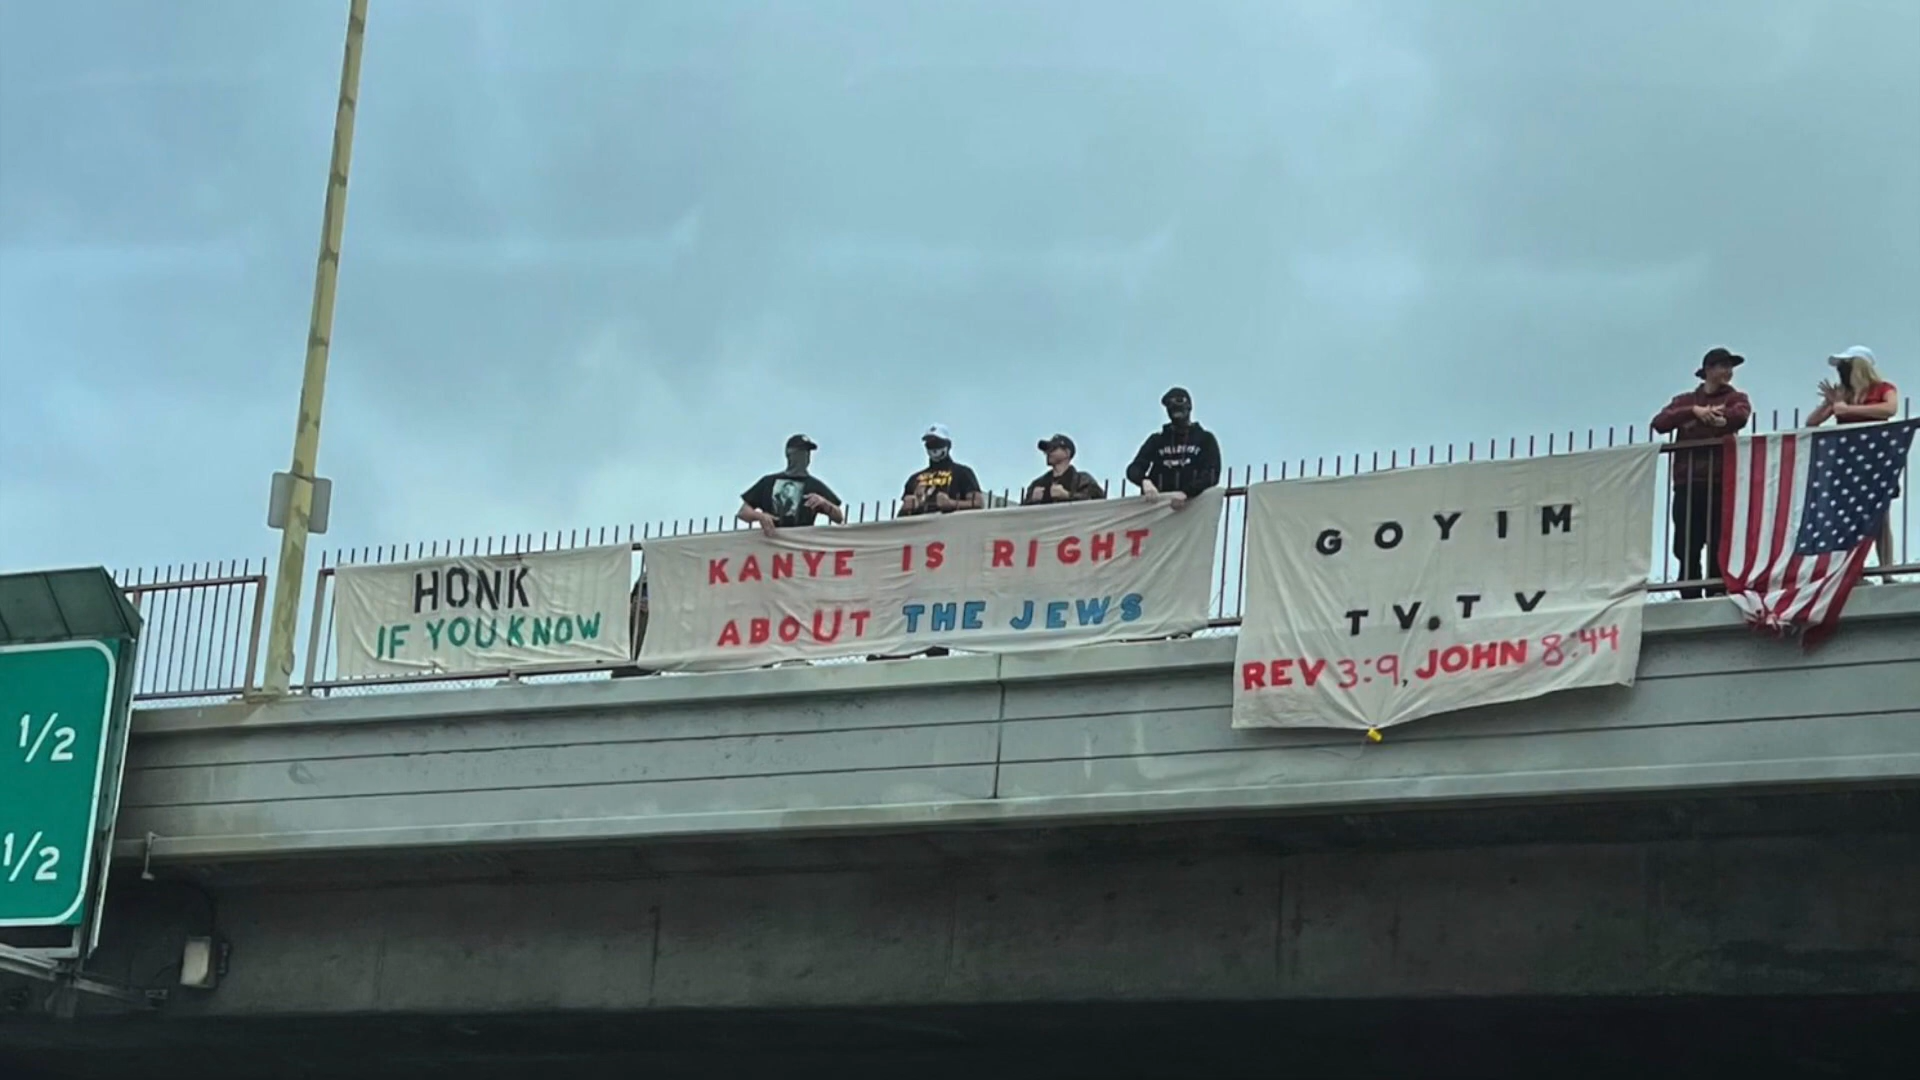 HONK
IF YOU KNOW
KANYE IS RIGHT
ABOUT THE JEWS
GOYIM
TV.TV
REV 3:9, JOHN 8:44
1/2
1/2